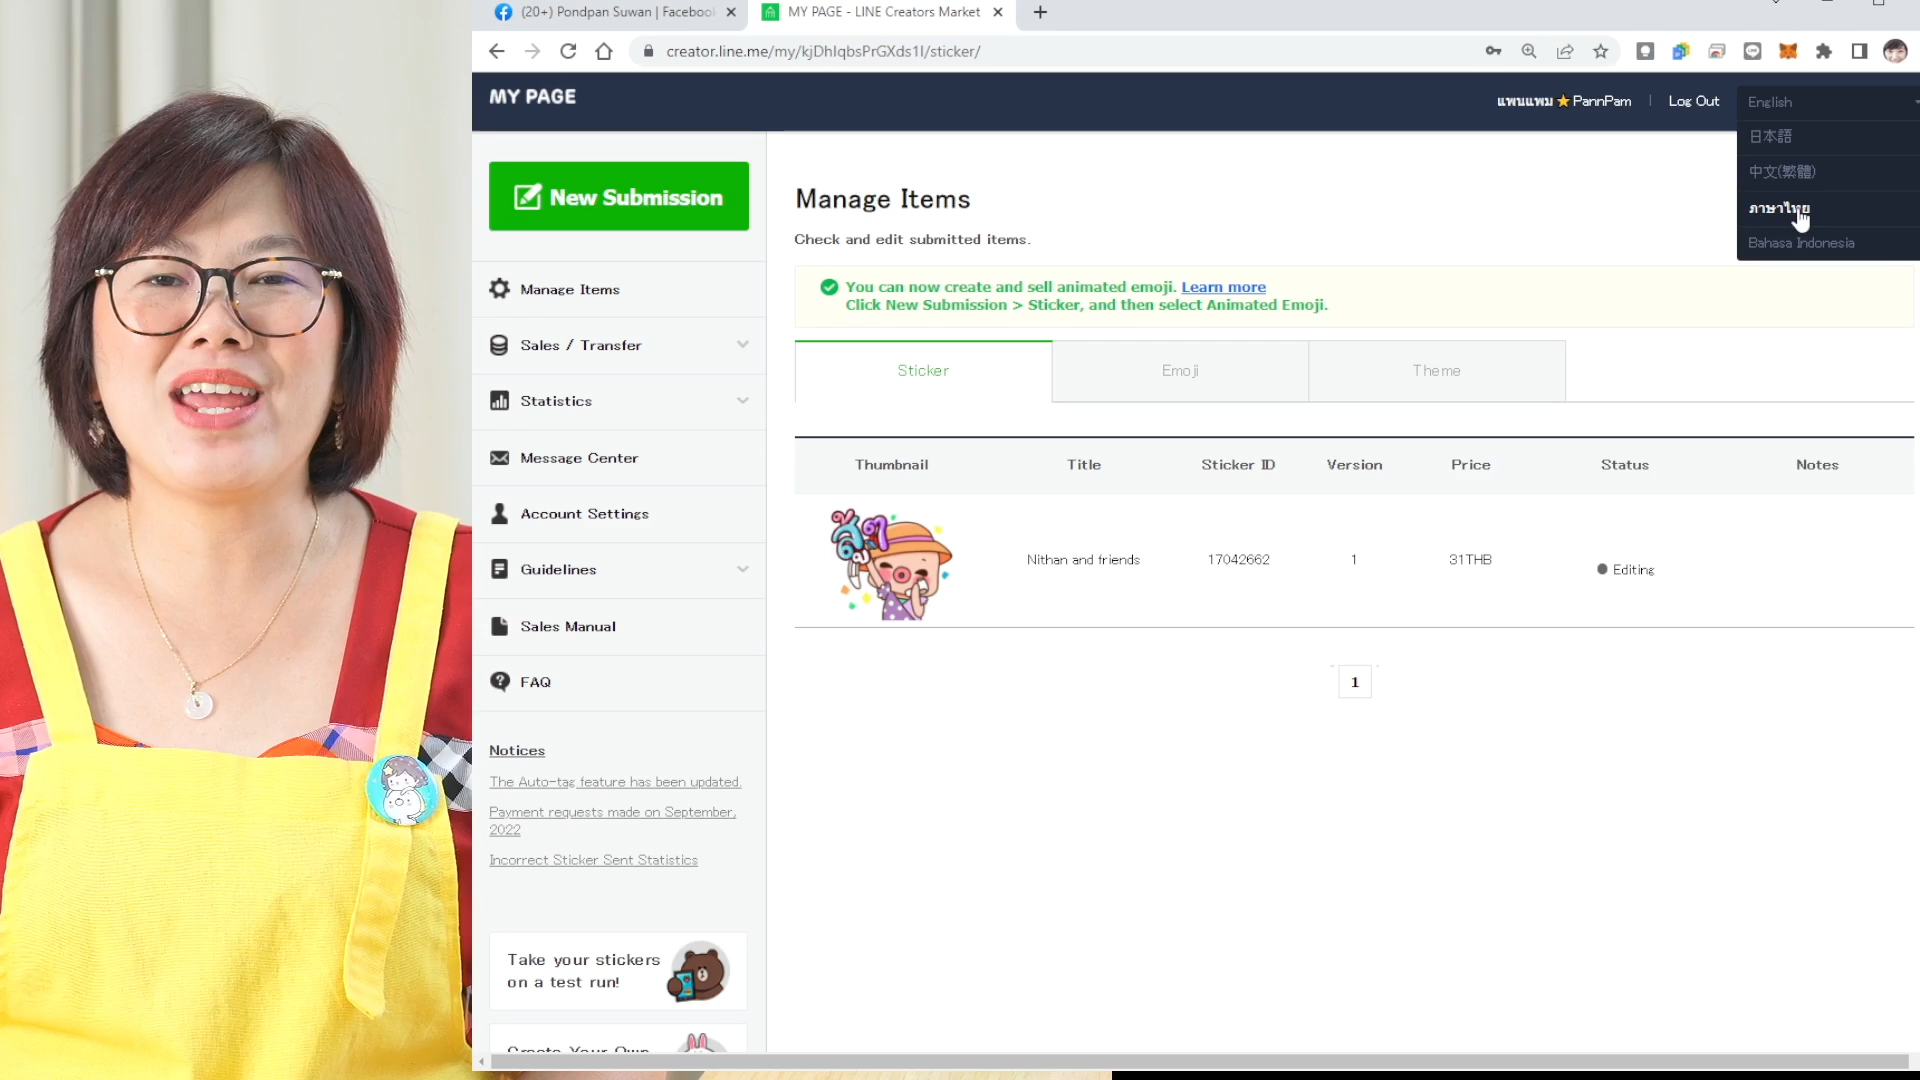 (20+) Pondpan Suwan | Facebook
MY PAGE - LINE Creators Market
creator.line.me/my/kjDhIqbsPrGXds1I/sticker/
MY PAGE
แพนแพม ⭐ PannPam
Log Out
English
日本語
中文(繁體)
ภาษาไทย
Bahasa Indonesia
New Submission
Manage Items
Sales / Transfer
Statistics
Message Center
Account Settings
Guidelines
Sales Manual
FAQ
Notices
The Auto-tag feature has been updated.
Payment requests made on September,
2022
Incorrect Sticker Sent Statistics
Take your stickers
on a test run!
Create Your Own
Manage Items
Check and edit submitted items.
You can now create and sell animated emoji. Learn more
Click New Submission > Sticker, and then select Animated Emoji.
Sticker Emoji Theme
Thumbnail Title Sticker ID Version Price Status Notes
Nithan and friends 17042662 1 31THB Editing
1